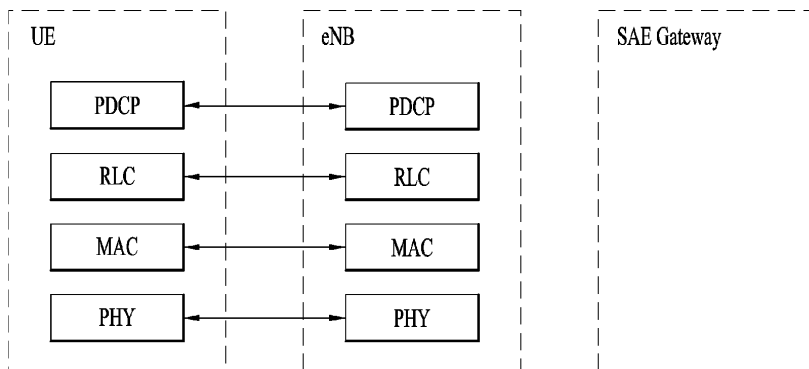 UE
eNB
SAE Gateway
PDCP
PDCP
RLC
RLC
MAC
MAC
PHY
PHY